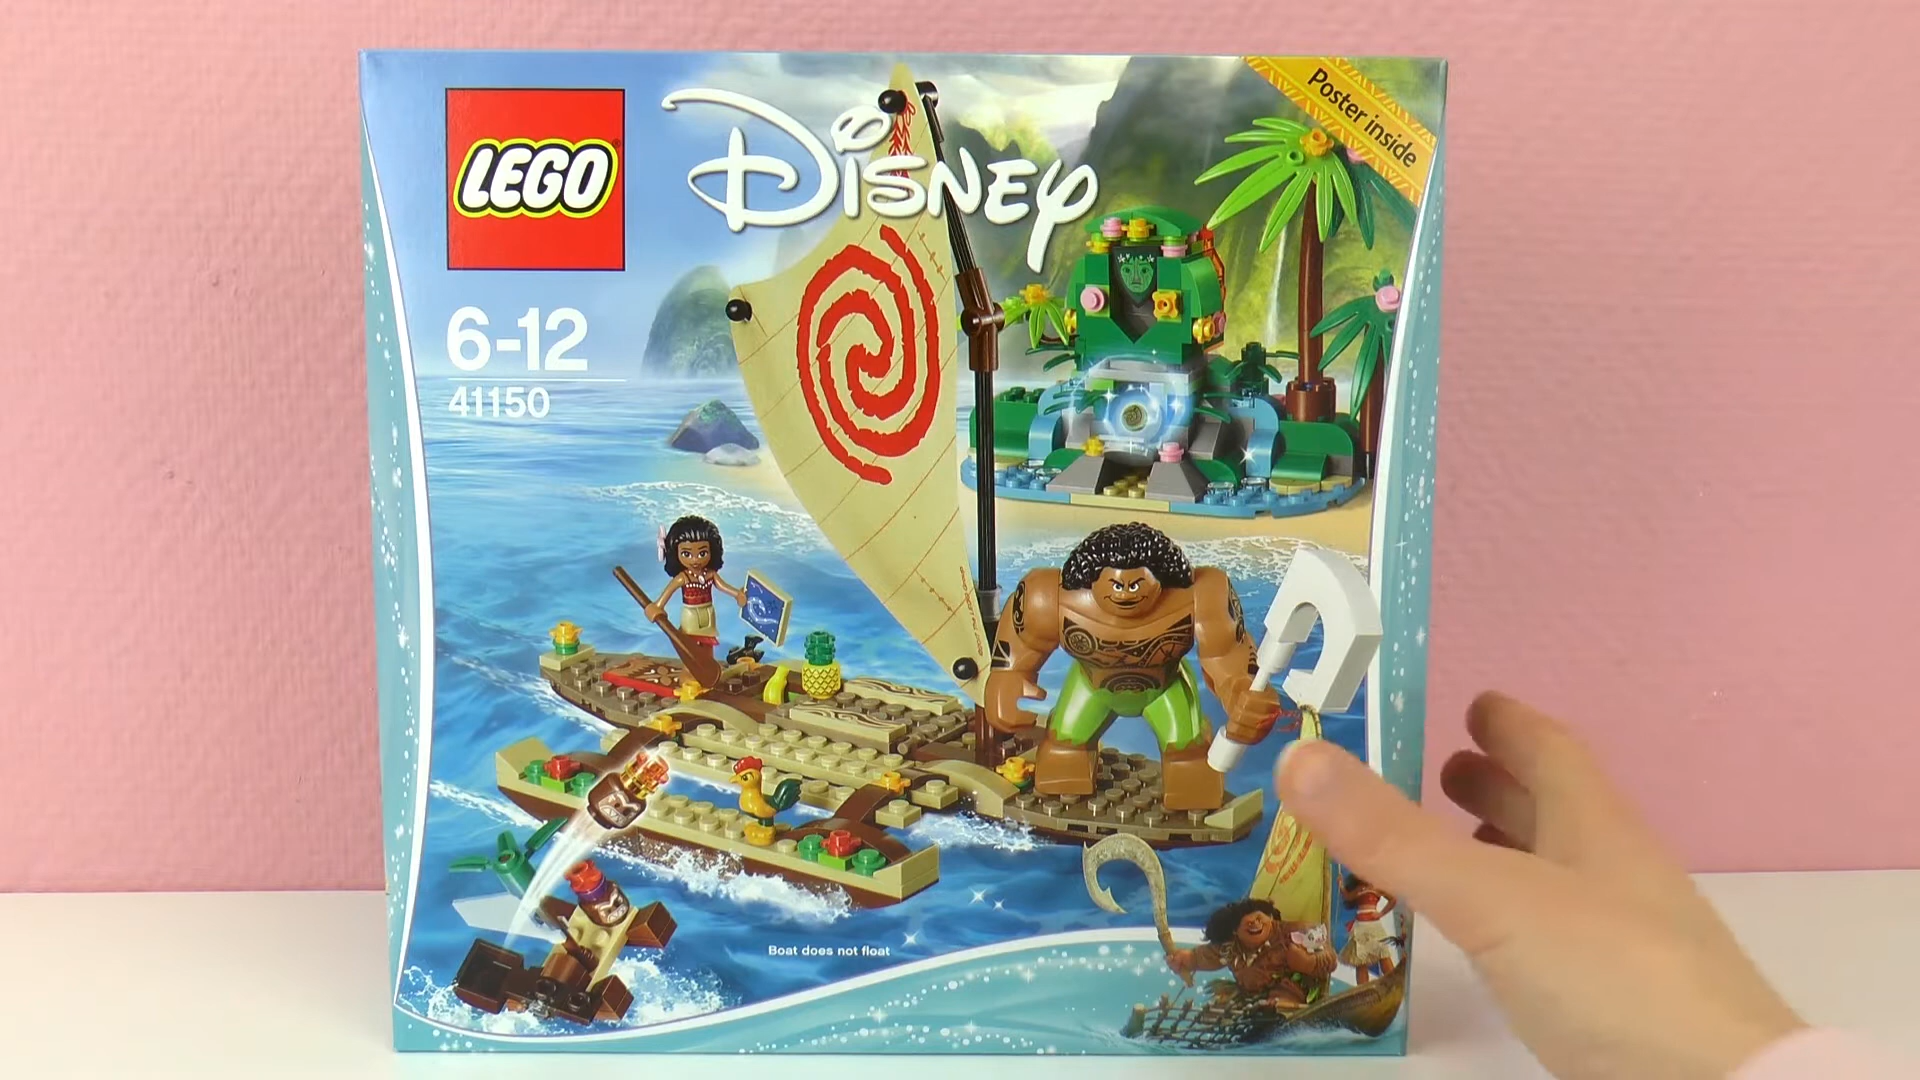 LEGO
DISNEY
Poster inside
6-12
41150
Boat does not float